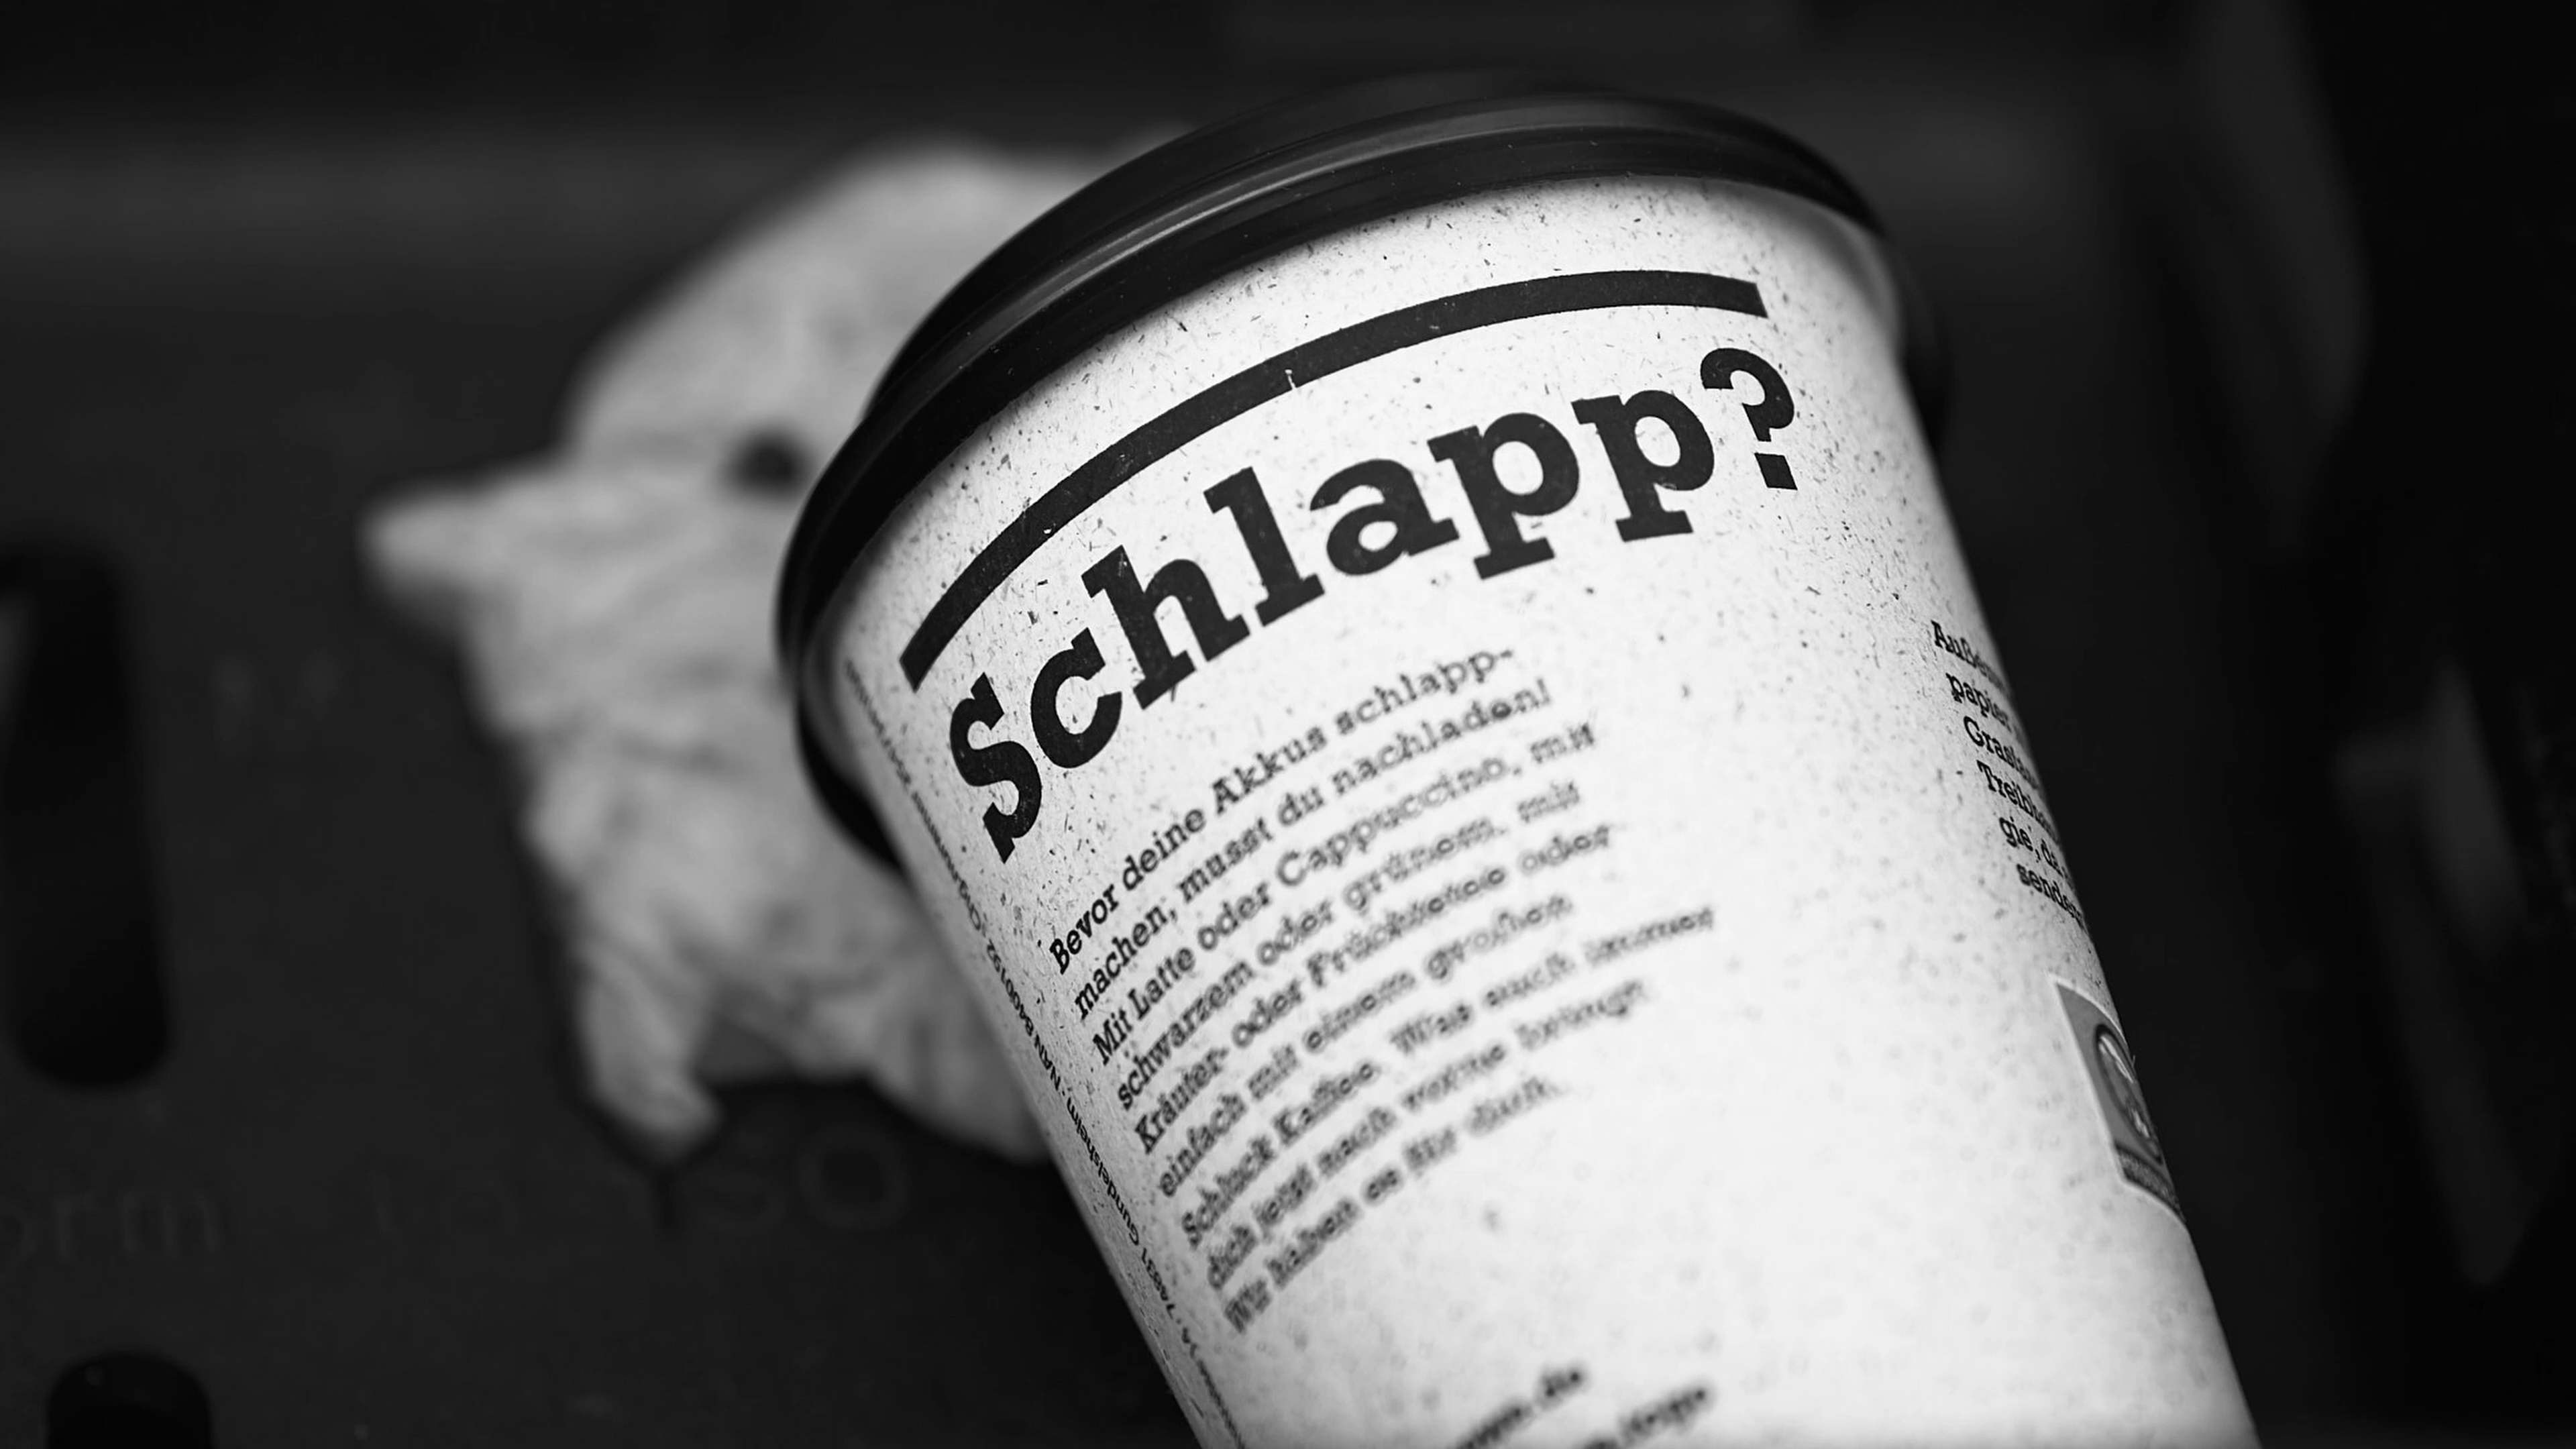 Schlapp?
Bevor deine Akkus schlapp-
machen, musst du nachladen!
Mit Latte oder Cappuccino, mit
schwarzem oder grünem, mit
Kräuter- oder Früchtetee oder
einfach mit einem großen
Schluck Kaffee. Was auch immer
dich jetzt nach vorne bringt:
Wir haben es für dich.
74831 Gundelsheim